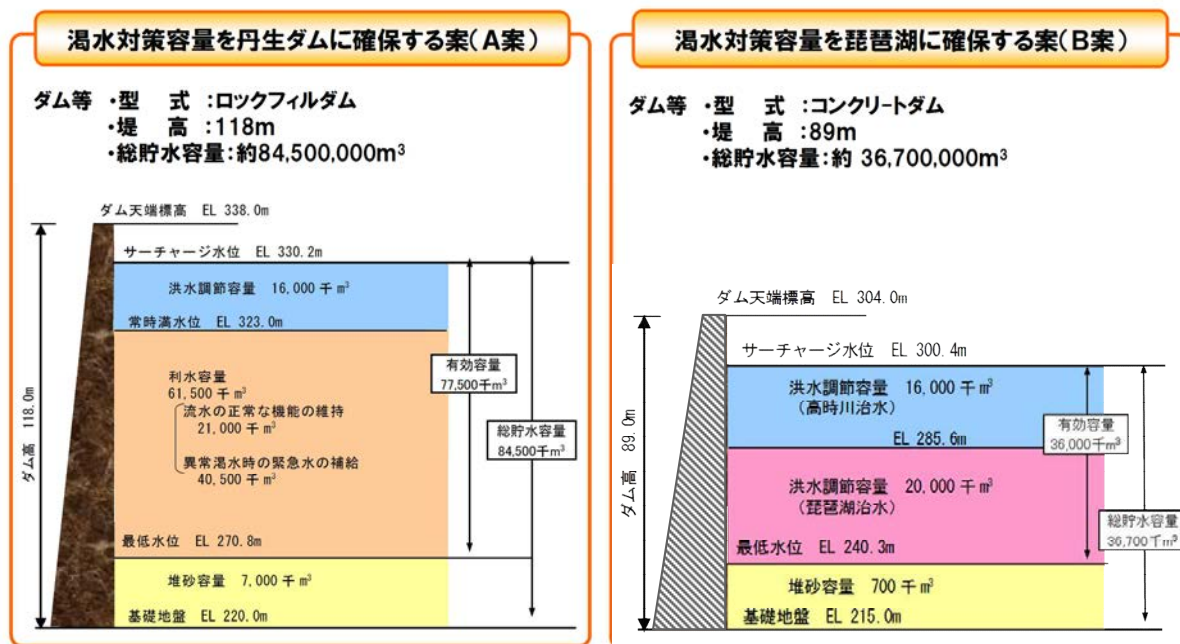 渇水対策容量を丹生ダムに確保する案(A案)
ダム等 ・型 式 :ロックフィルダム
・堤 高 :118m
・総貯水容量:約84,500,000m³
ダム天端標高 EL 338.0m
サーチャージ水位 EL 330.2m
洪水調節容量 16,000 千 m³
常時満水位 EL 323.0m
利水容量
61,500 千 m³
流水の正常な機能の維持
21,000 千 m³
異常渇水時の緊急水の補給
40,500 千 m³
最低水位 EL 270.8m
堆砂容量 7,000 千 m³
基礎地盤 EL 220.0m
ダム高 118.0m
有効容量
77,500千m³
総貯水容量
84,500千m³
渇水対策容量を琵琶湖に確保する案(B案)
ダム等 ・型 式 :コンクリートダム
・堤 高 :89m
・総貯水容量:約 36,700,000m³
ダム天端標高 EL 304.0m
サーチャージ水位 EL 300.4m
洪水調節容量 16,000 千 m³
(高時川治水)
EL 285.6m
洪水調節容量 20,000 千 m³
(琵琶湖治水)
最低水位 EL 240.3m
堆砂容量 700 千 m³
基礎地盤 EL 215.0m
ダム高 89.0m
有効容量
36,000千m³
総貯水容量
36,700千m³